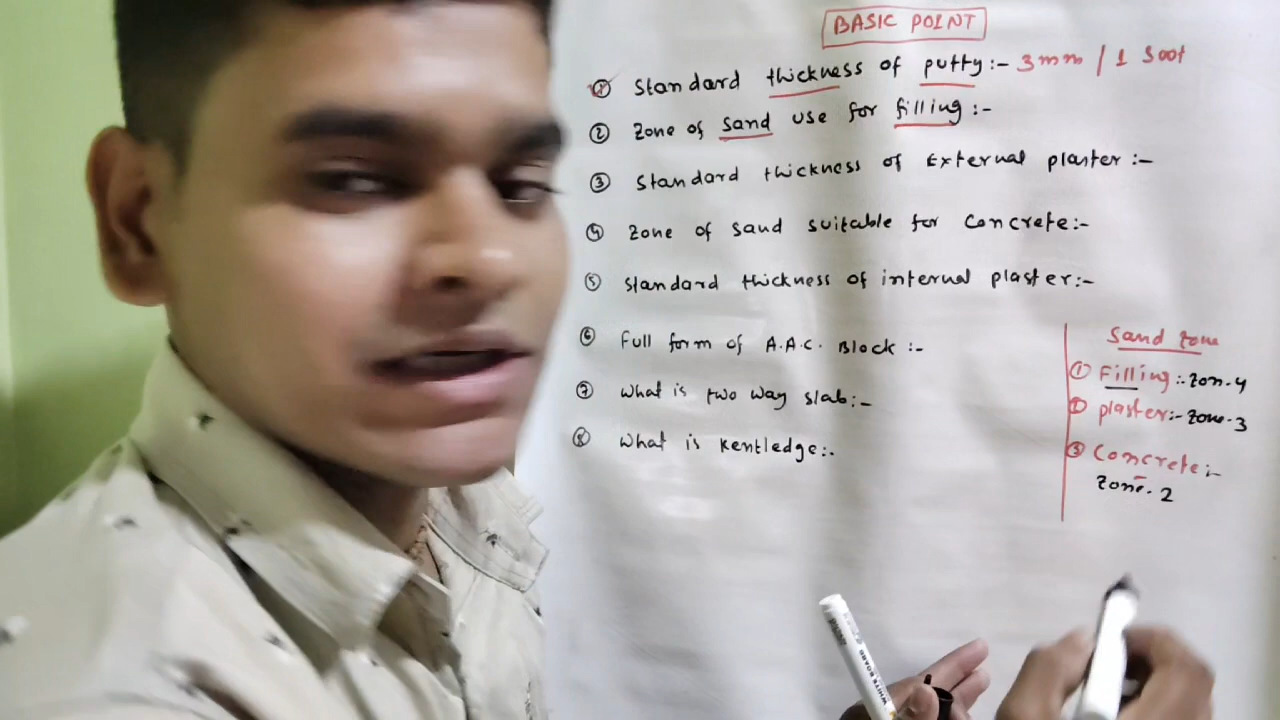 BASIC POINT
① Standard thickness of putty:- 3mm / 1 Soot
② Zone of Sand use for filling:-
③ Standard thickness of External plaster:-
④ Zone of Sand suitable for Concrete:-
⑤ Standard thickness of internal plaster:-
⑥ Full form of A.A.C. Block:-
⑦ What is two way slab:-
⑧ What is kentledge:-
Sand Zone
① Filling:- Zon-4
② plaster:- Zone-3
③ Concrete:-
Zone-2
WHITE BOARD